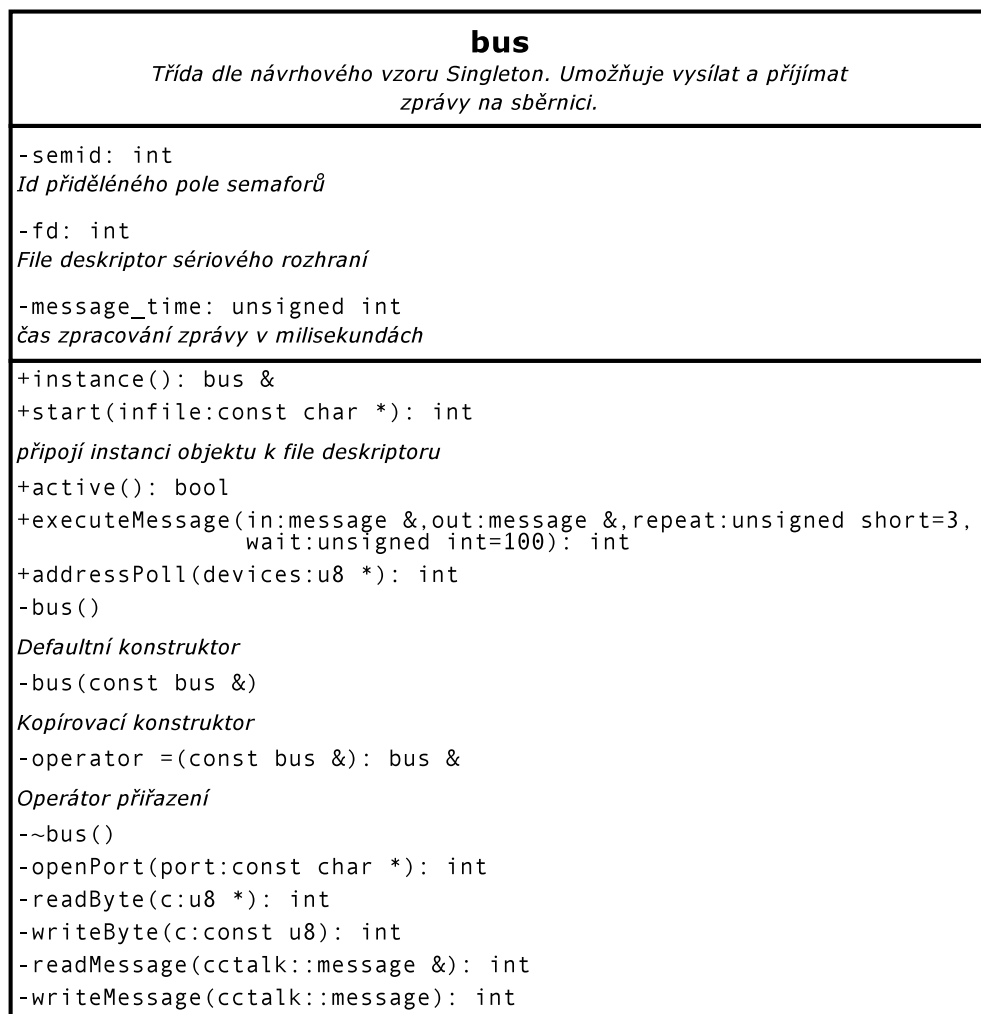 bus
Třída dle návrhového vzoru Singleton. Umožňuje vysílat a příjímat
zprávy na sběrnici.
-semid: int
Id přiděléného pole semaforů
-fd: int
File deskriptor sériového rozhraní
-message_time: unsigned int
čas zpracování zprávy v milisekundách
+instance(): bus &
+start(infile:const char *): int
připojí instanci objektu k file deskriptoru
+active(): bool
+executeMessage(in:message &,out:message &,repeat:unsigned short=3,
wait:unsigned int=100): int
+addressPoll(devices:u8 *): int
-bus()
Defaultní konstruktor
-bus(const bus &)
Kopírovací konstruktor
-operator =(const bus &): bus &
Operátor přiřazení
-~bus()
-openPort(port:const char *): int
-readByte(c:u8 *): int
-writeByte(c:const u8): int
-readMessage(cctalk::message &): int
-writeMessage(cctalk::message): int